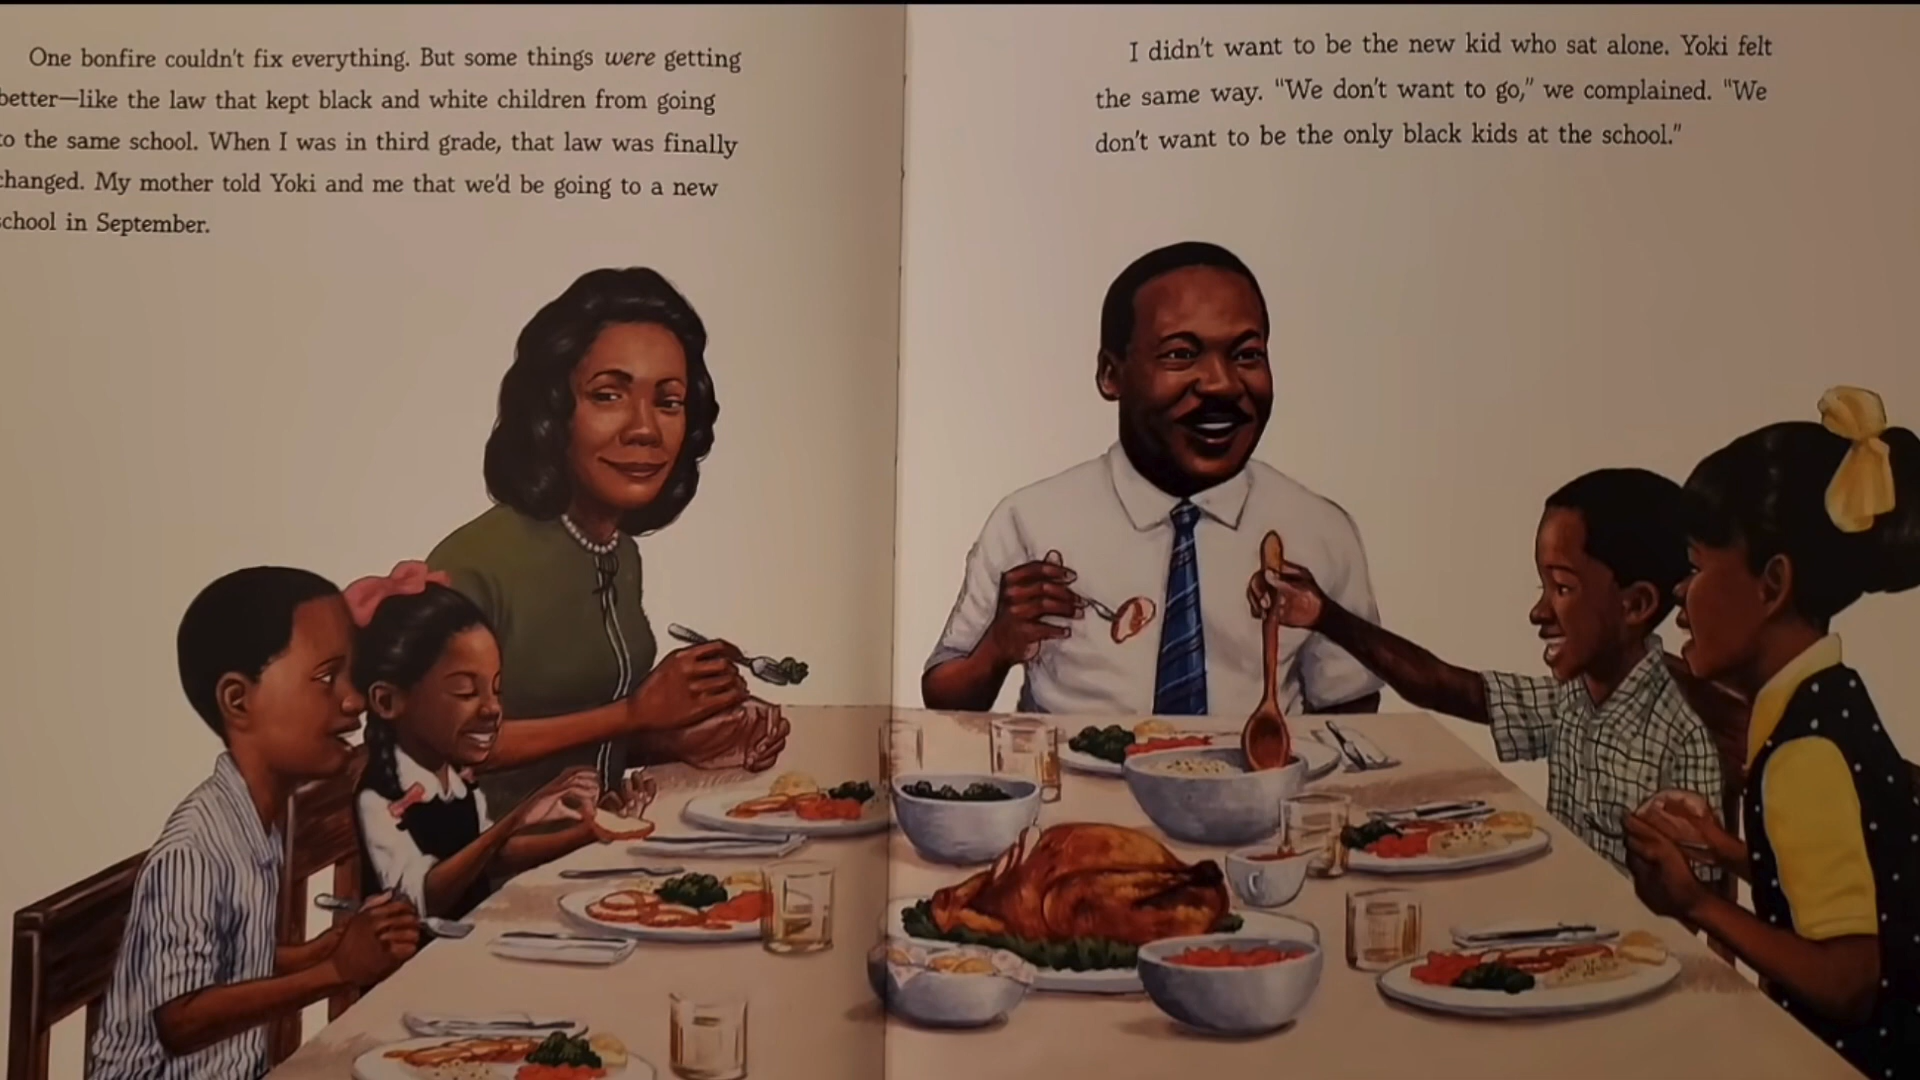 One bonfire couldn't fix everything. But some things were getting
better—like the law that kept black and white children from going
to the same school. When I was in third grade, that law was finally
changed. My mother told Yoki and me that we'd be going to a new
school in September.
I didn't want to be the new kid who sat alone. Yoki felt
the same way. "We don't want to go," we complained. "We
don't want to be the only black kids at the school."